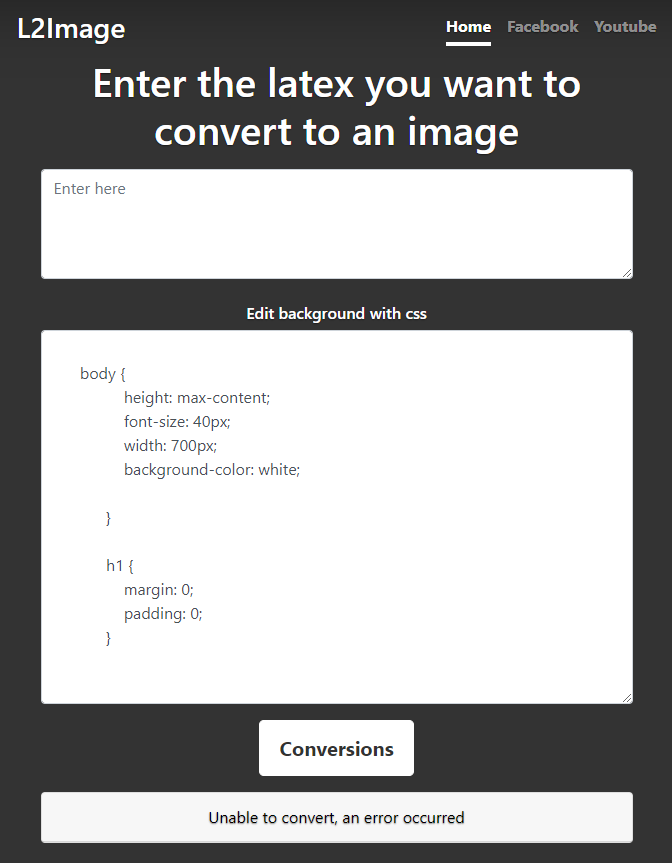 L2Image
Home Facebook Youtube
Enter the latex you want to
convert to an image
Enter here
Edit background with css
body {
height: max-content;
font-size: 40px;
width: 700px;
background-color: white;
}
h1 {
margin: 0;
padding: 0;
}
Conversions
Unable to convert, an error occurred